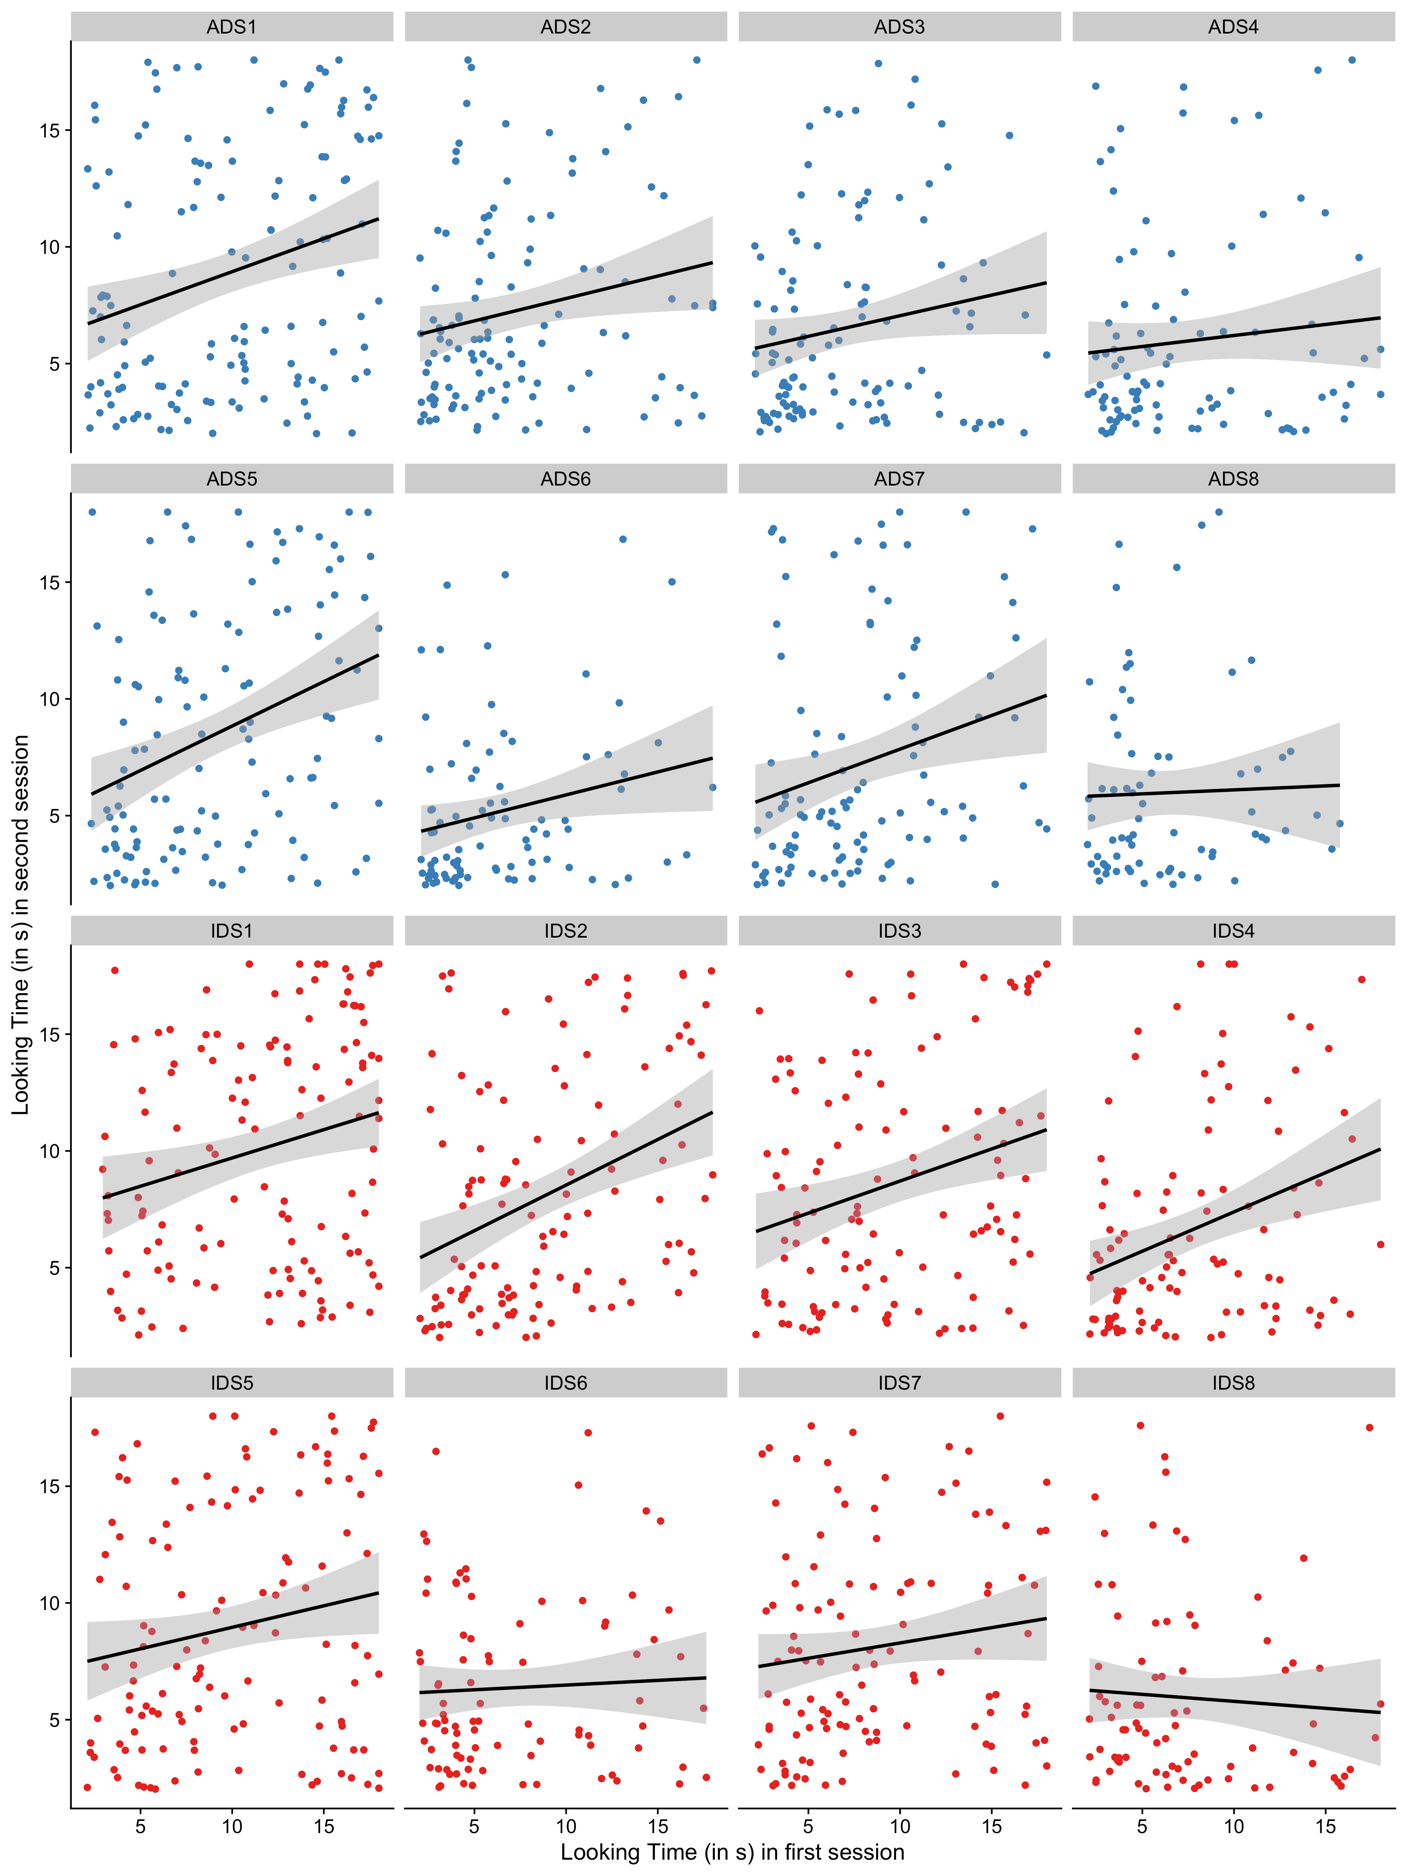 ADS1 ADS2 ADS3 ADS4
15
10
5
ADS5 ADS6 ADS7 ADS8
15
10
5
Looking Time (in s) in second session
IDS1 IDS2 IDS3 IDS4
15
10
5
IDS5 IDS6 IDS7 IDS8
15
10
5
5 10 15 5 10 15 5 10 15 5 10 15
Looking Time (in s) in first session